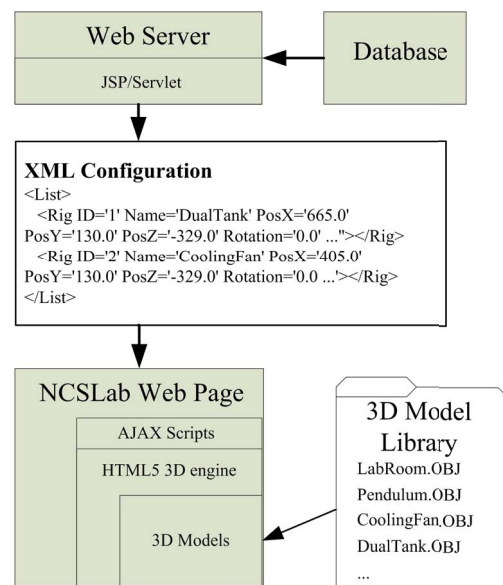 Web Server
JSP/Servlet
Database
XML Configuration
<List>
<Rig ID='1' Name='DualTank' PosX='665.0'
PosY='130.0' PosZ='-329.0' Rotation='0.0' ...''></Rig>
<Rig ID='2' Name='CoolingFan' PosX='405.0'
PosY='130.0' PosZ='-329.0' Rotation='0.0 ...'></Rig>
</List>
NCSLab Web Page
AJAX Scripts
HTML5 3D engine
3D Models
3D Model
Library
LabRoom.OBJ
Pendulum.OBJ
CoolingFan.OBJ
DualTank.OBJ
...